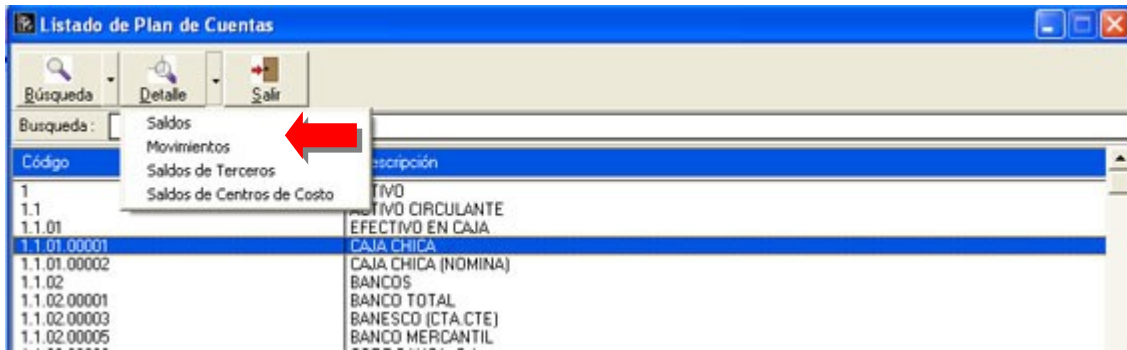 Listado de Plan de Cuentas
Búsqueda Detalle Salir
Busqueda :
Saldos
Movimientos
Saldos de Terceros
Saldos de Centros de Costo
Código escripción
1 TIVO
1.1 ACTIVO CIRCULANTE
1.1.01 EFECTIVO EN CAJA
1.1.01.00001 CAJA CHICA
1.1.01.00002 CAJA CHICA (NOMINA)
1.1.02 BANCOS
1.1.02.00001 BANCO TOTAL
1.1.02.00003 BANESCO (CTA.CTE)
1.1.02.00005 BANCO MERCANTIL